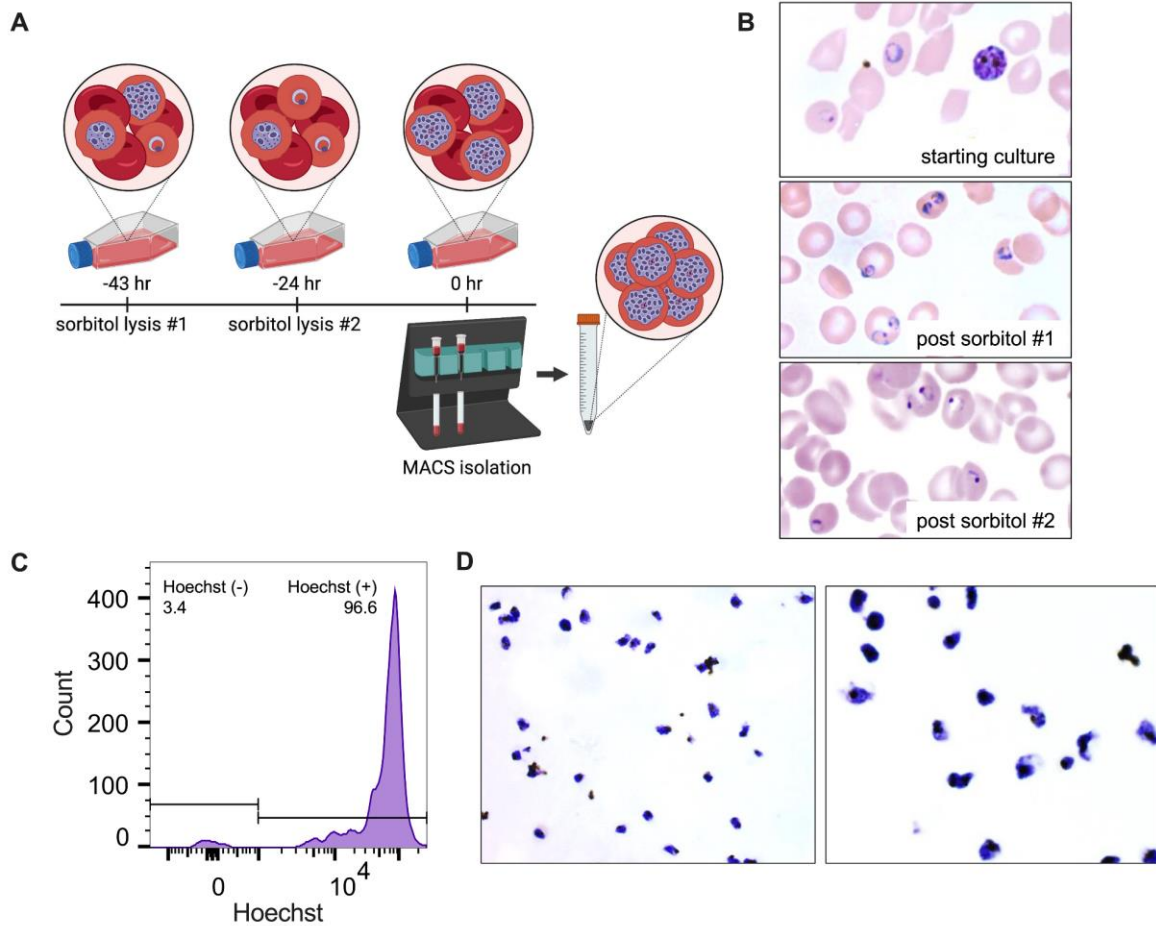 A
-43 hr
-24 hr
0 hr
sorbitol lysis #1
sorbitol lysis #2
MACS isolation
B
starting culture
post sorbitol #1
post sorbitol #2
C
Hoechst (-)
3.4
Hoechst (+)
96.6
400
300
200
100
0
Count
0
10⁴
Hoechst
D